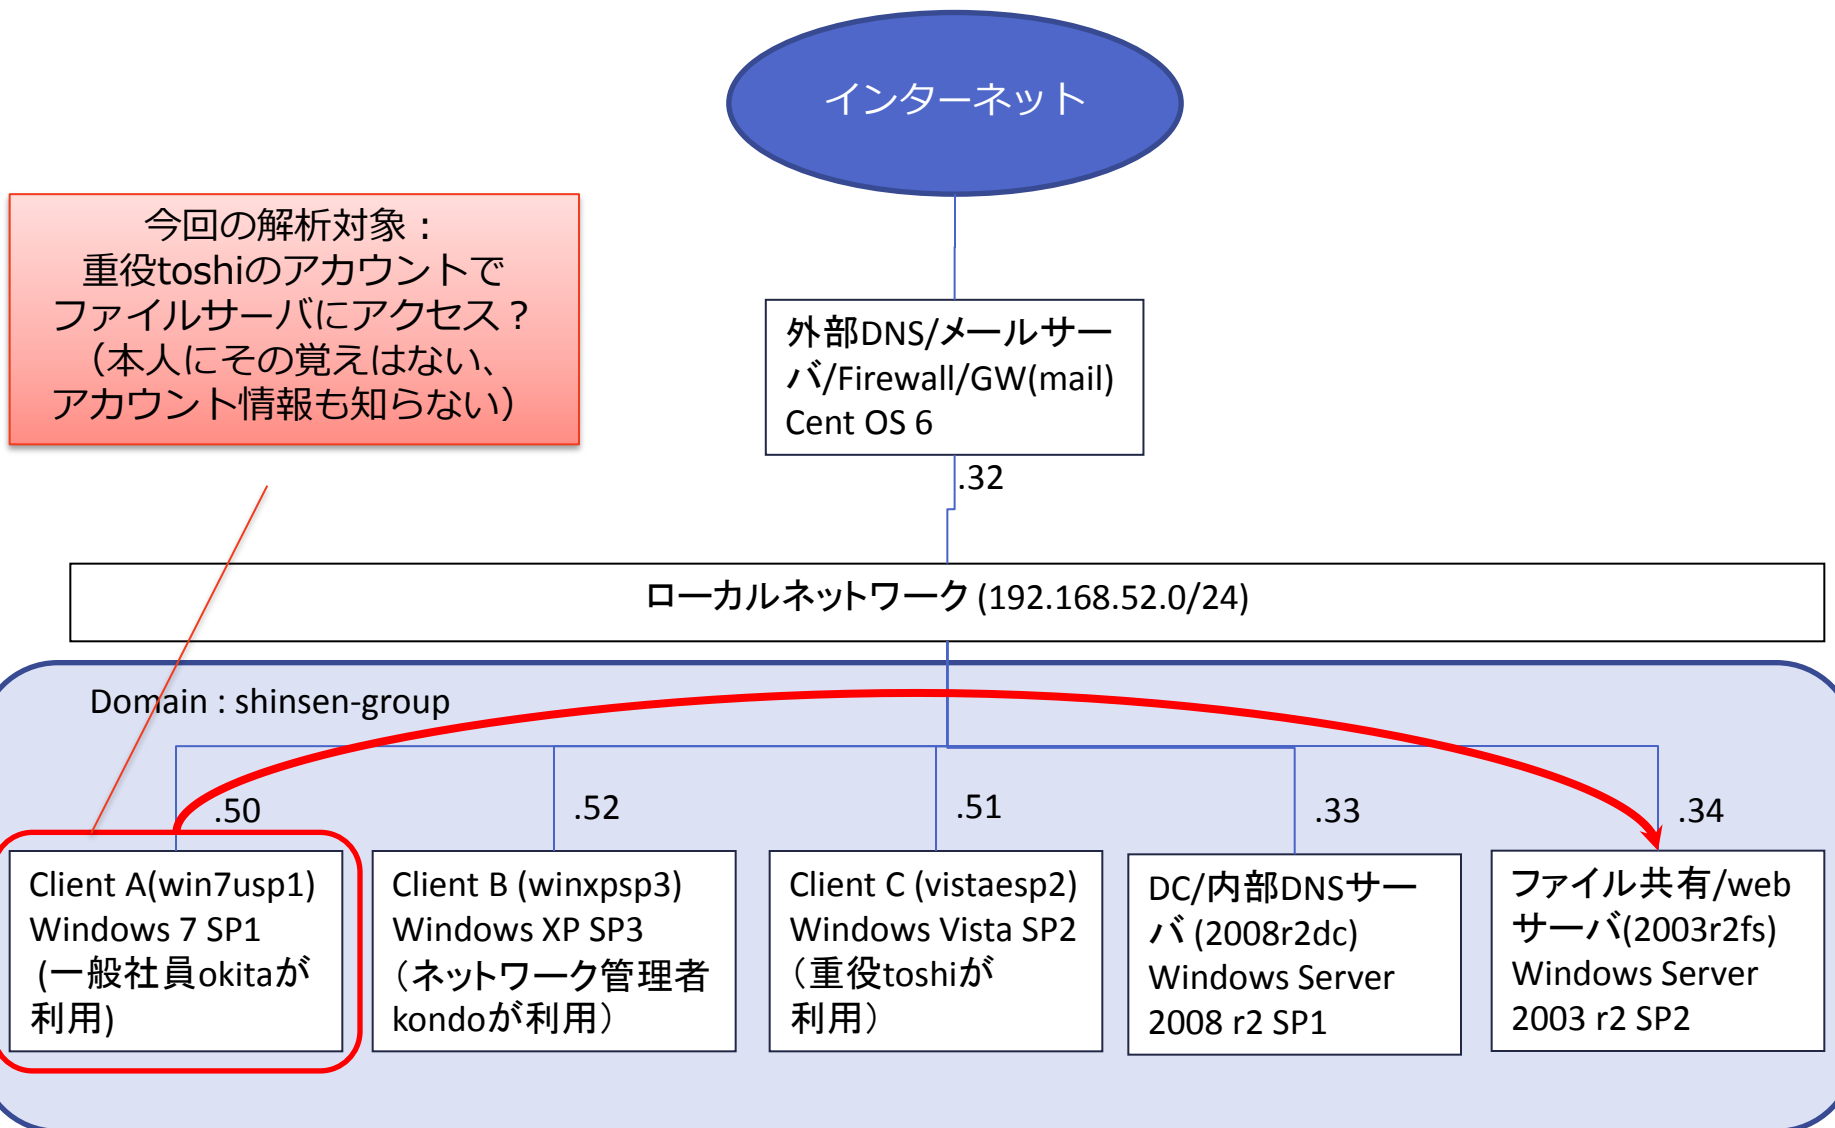 インターネット
今回の解析対象：
重役toshiのアカウントで
ファイルサーバにアクセス？
（本人にその覚えはない、
アカウント情報も知らない）
外部DNS/メールサー
バ/Firewall/GW(mail)
Cent OS 6
.32
ローカルネットワーク (192.168.52.0/24)
Domain : shinsen-group
.50
.52
.51
.33
.34
Client A(win7usp1)
Windows 7 SP1
(一般社員okitaが
利用)
Client B (winxpsp3)
Windows XP SP3
（ネットワーク管理者
kondoが利用）
Client C (vistaesp2)
Windows Vista SP2
（重役toshiが
利用）
DC/内部DNSサー
バ (2008r2dc)
Windows Server
2008 r2 SP1
ファイル共有/web
サーバ(2003r2fs)
Windows Server
2003 r2 SP2